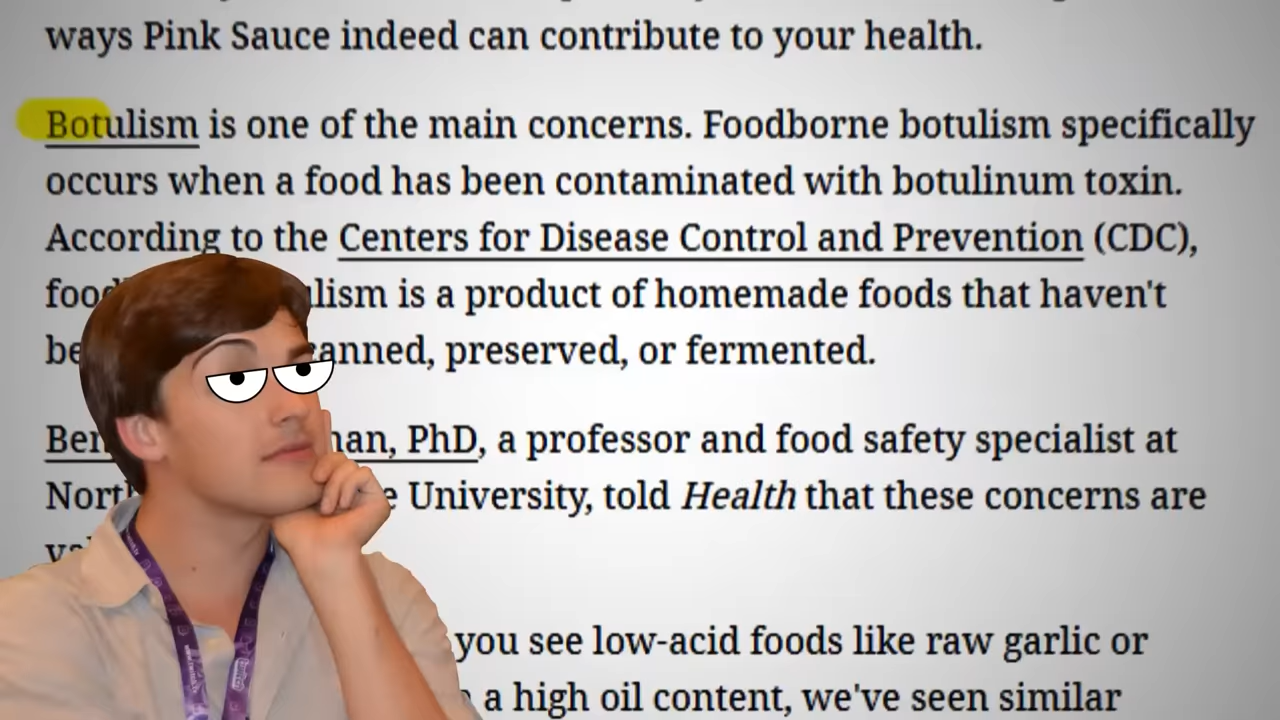 ways Pink Sauce indeed can contribute to your health.
Botulism is one of the main concerns. Foodborne botulism specifically
occurs when a food has been contaminated with botulinum toxin.
According to the Centers for Disease Control and Prevention (CDC),
is a product of homemade foods that haven't
canned, preserved, or fermented.
PhD, a professor and food safety specialist at
University, told Health that these concerns are
you see low-acid foods like raw garlic or
a high oil content, we've seen similar